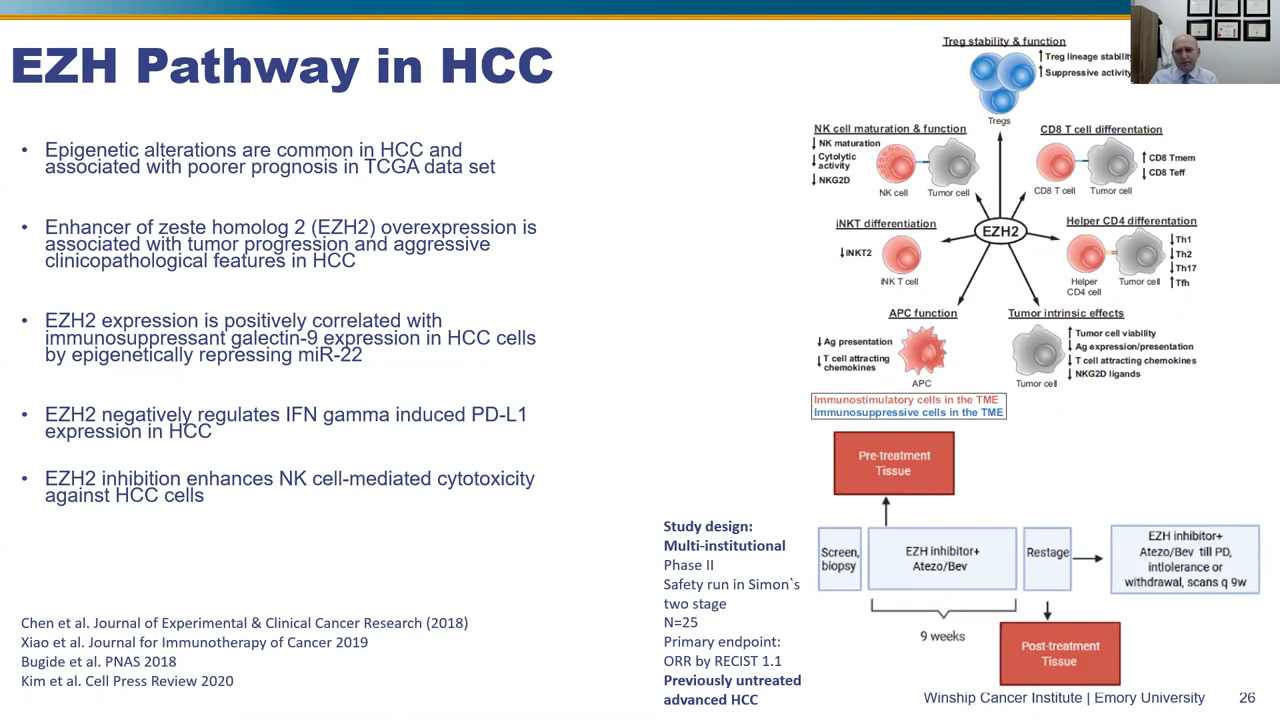 EZH Pathway in HCC
• Epigenetic alterations are common in HCC and
associated with poorer prognosis in TCGA data set
• Enhancer of zeste homolog 2 (EZH2) overexpression is
associated with tumor progression and aggressive
clinicopathological features in HCC
• EZH2 expression is positively correlated with
immunosuppressant galectin-9 expression in HCC cells
by epigenetically repressing miR-22
• EZH2 negatively regulates IFN gamma induced PD-L1
expression in HCC
• EZH2 inhibition enhances NK cell-mediated cytotoxicity
against HCC cells
Chen et al. Journal of Experimental & Clinical Cancer Research (2018)
Xiao et al. Journal for Immunotherapy of Cancer 2019
Bugide et al. PNAS 2018
Kim et al. Cell Press Review 2020
Treg stability & function
↑ Treg lineage stability
↑ Suppressive activity
Tregs
NK cell maturation & function
↓ NK maturation
↓ Cytolytic
activity
↓ NKG2D
NK cell
Tumor cell
CD8 T cell differentation
↑ CD8 Tmem
↓ CD8 Teff
CD8 T cell
Tumor cell
EZH2
iNKT differentiation
↓ iNKT2
iNK T cell
Helper CD4 differentation
↓ Th1
↓ Th2
↓ Th17
↑ Tfh
Helper
CD4 cell
Tumor cell
APC function
↓ Ag presentation
↓ T cell attracting
chemokines
APC
Tumor intrinsic effects
↑ Tumor cell viability
↓ Ag expression/presentation
↓ T cell attracting chemokines
↓ NKG2D ligands
Tumor cell
Immunostimulatory cells in the TME
Immunosuppressive cells in the TME
Study design:
Multi-institutional
Phase II
Safety run in Simon`s
two stage
N=25
Primary endpoint:
ORR by RECIST 1.1
Previously untreated
advanced HCC
Pre-treatment
Tissue
Screen,
biopsy
EZH inhibitor+
Atezo/Bev
Restage
EZH inhibitor+
Atezo/Bev till PD,
intlolerance or
withdrawal, scans q 9w
9 weeks
Post-treatment
Tissue
Winship Cancer Institute | Emory University
26